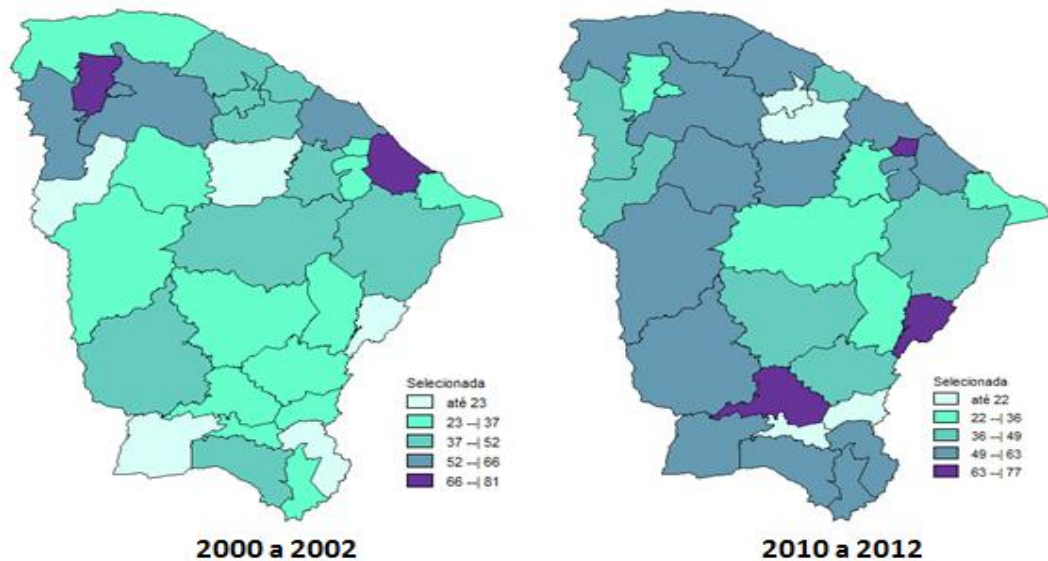 Selecionada
até 23
23 --| 37
37 --| 52
52 --| 66
66 --| 81
2000 a 2002
Selecionada
até 22
22 --| 36
36 --| 49
49 --| 63
63 --| 77
2010 a 2012